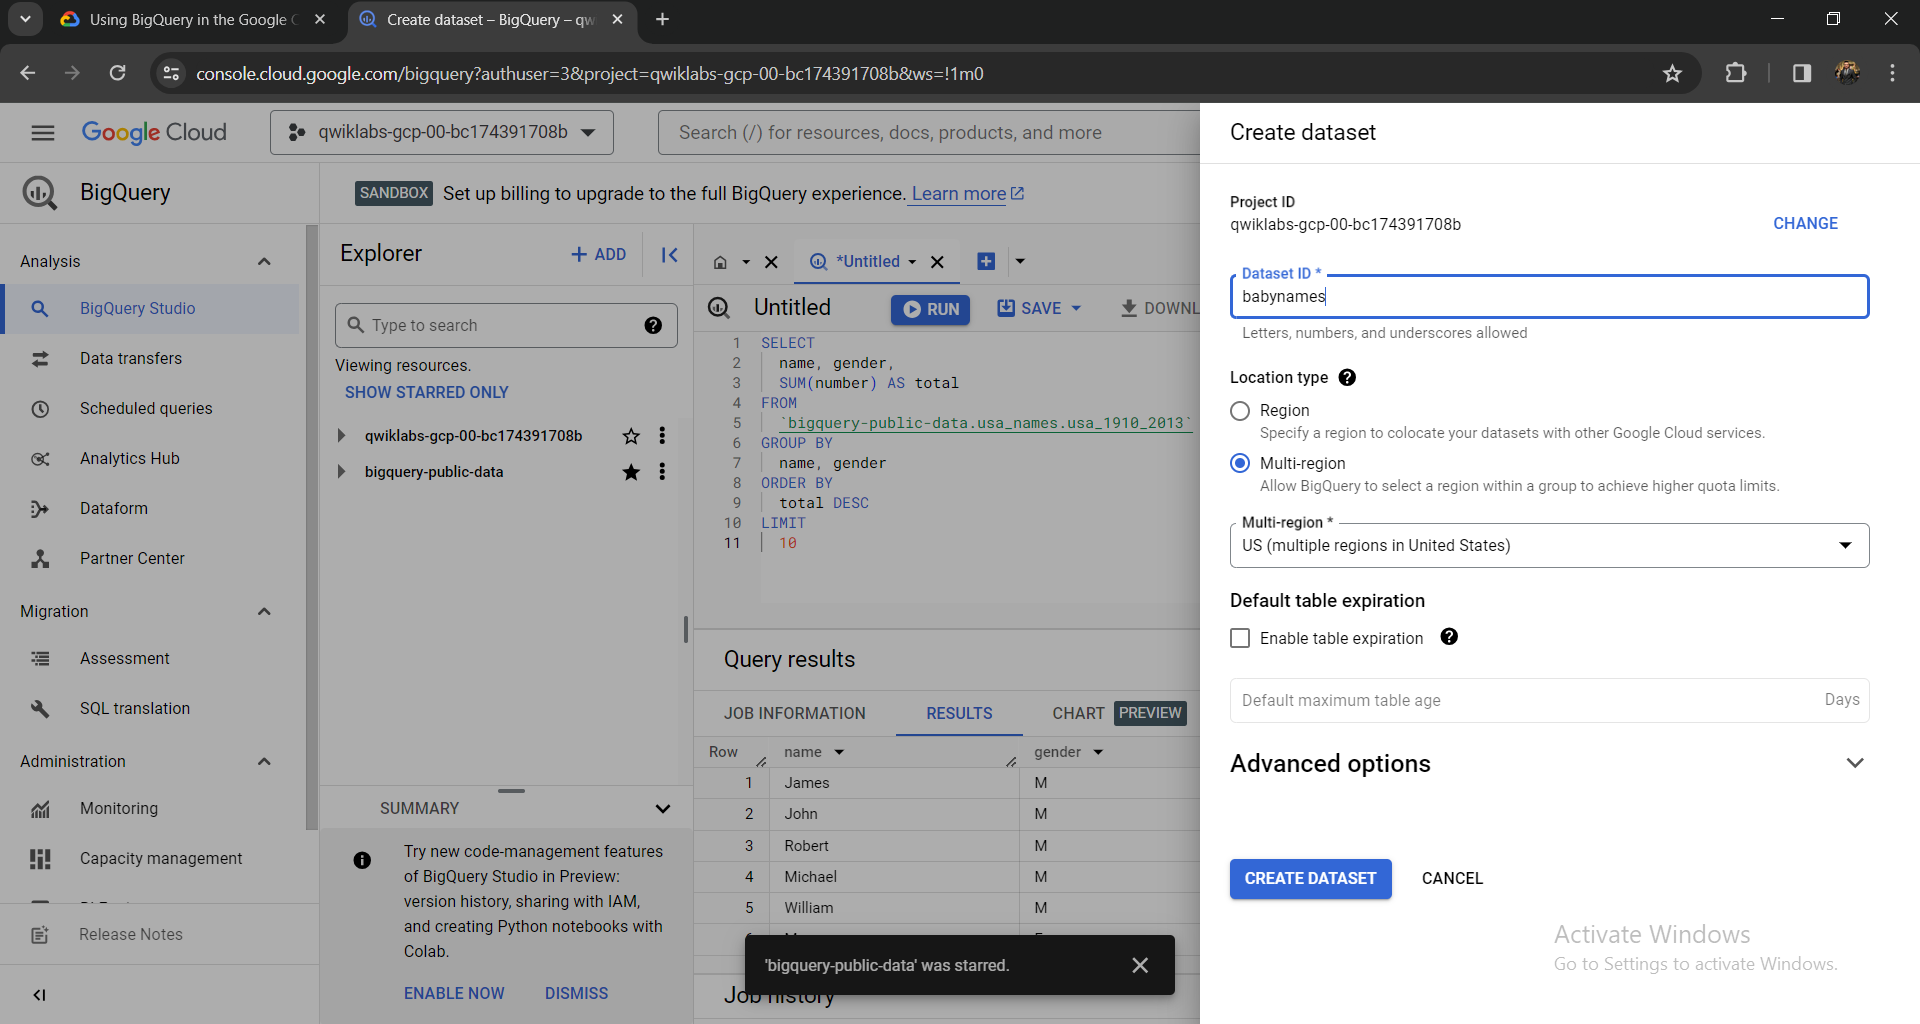 Using BigQuery in the Google C
Create dataset – BigQuery – qw
console.cloud.google.com/bigquery?authuser=3&project=qwiklabs-gcp-00-bc174391708b&ws=!1m0
Google Cloud
qwiklabs-gcp-00-bc174391708b
Search (/) for resources, docs, products, and more
BigQuery
SANDBOX Set up billing to upgrade to the full BigQuery experience. Learn more
Analysis
BigQuery Studio
Data transfers
Scheduled queries
Analytics Hub
Dataform
Partner Center
Migration
Assessment
SQL translation
Administration
Monitoring
Capacity management
Release Notes
Explorer
+ ADD
Type to search
Viewing resources.
SHOW STARRED ONLY
qwiklabs-gcp-00-bc174391708b
bigquery-public-data
SUMMARY
Try new code-management features
of BigQuery Studio in Preview:
version history, sharing with IAM,
and creating Python notebooks with
Colab.
ENABLE NOW DISMISS
*Untitled
Untitled
RUN
SAVE
DOWNL
1 SELECT
2 name, gender,
3 SUM(number) AS total
4 FROM
5 `bigquery-public-data.usa_names.usa_1910_2013`
6 GROUP BY
7 name, gender
8 ORDER BY
9 total DESC
10 LIMIT
11 10
Query results
JOB INFORMATION RESULTS CHART PREVIEW
Row name gender
1 James M
2 John M
3 Robert M
4 Michael M
5 William M
'bigquery-public-data' was starred.
Job history
Create dataset
Project ID
qwiklabs-gcp-00-bc174391708b
CHANGE
Dataset ID *
babynames
Letters, numbers, and underscores allowed
Location type
Region
Specify a region to colocate your datasets with other Google Cloud services.
Multi-region
Allow BigQuery to select a region within a group to achieve higher quota limits.
Multi-region *
US (multiple regions in United States)
Default table expiration
Enable table expiration
Default maximum table age Days
Advanced options
CREATE DATASET CANCEL
Activate Windows
Go to Settings to activate Windows.